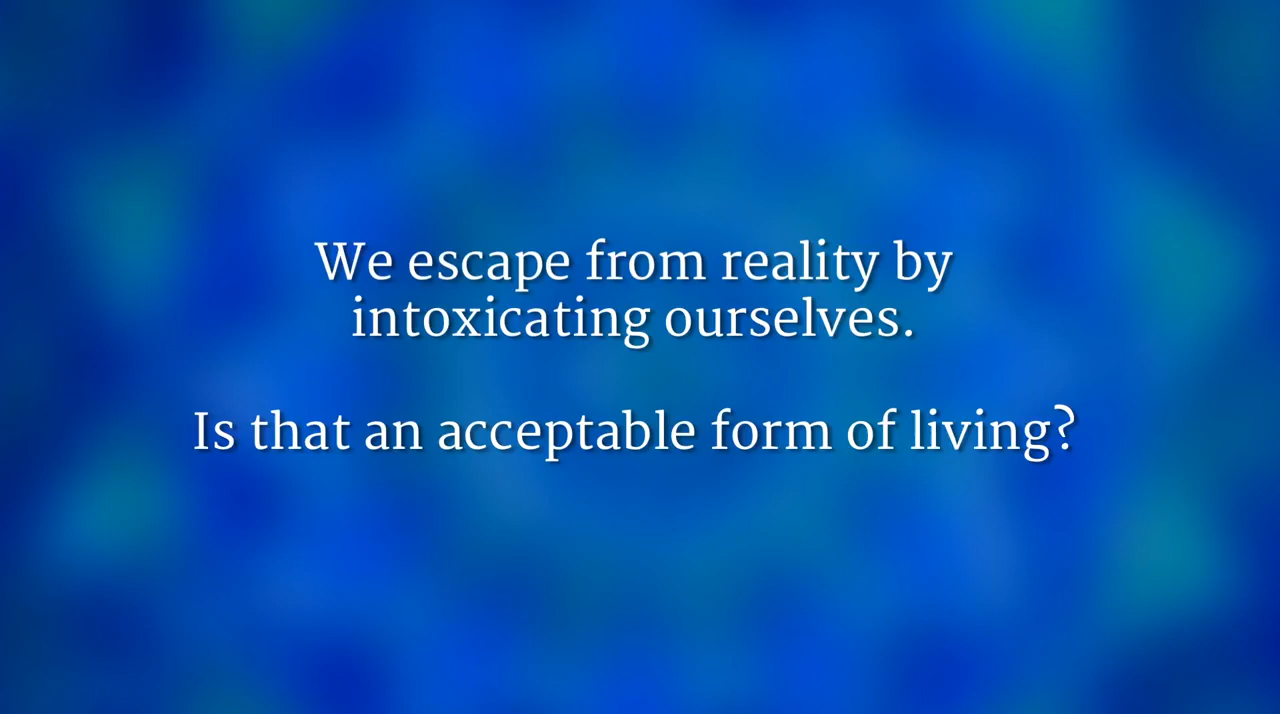 We escape from reality by
intoxicating ourselves.
Is that an acceptable form of living?